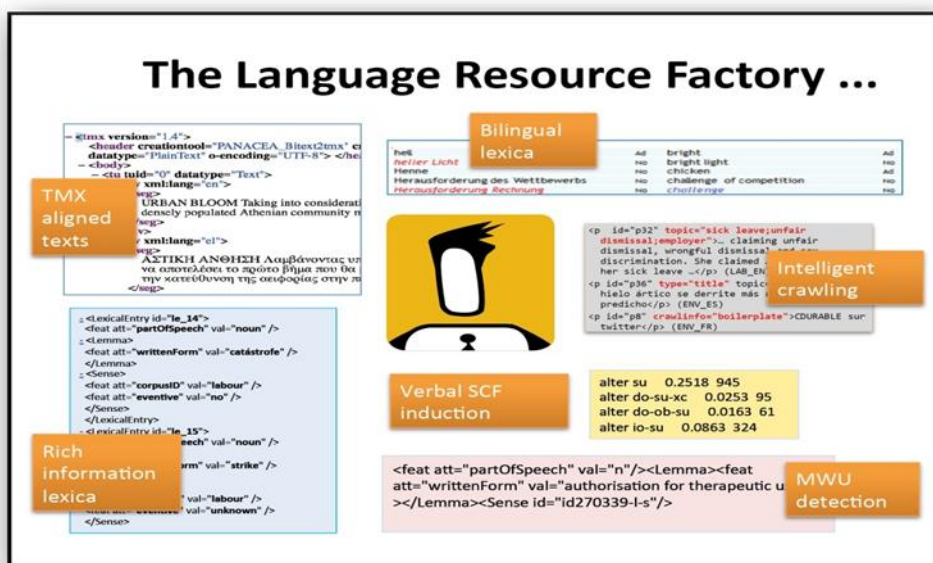 The Language Resource Factory ...
- <tmx version="1.4">
<header creationtool="PANACEA_Bitext2tmx"
datatype="PlainText" o-encoding="UTF-8">
- <body>
- <tu tuid="0" datatype="Text">
xml:lang="en">
URBAN BLOOM Taking into
densely populated Athenian community
</seg>
xml:lang="el">
ΑΣΤΙΚΗ ΑΝΘΗΣΗ Λαμβάνοντας
να αποτελέσει το πρώτο βήμα που θα
την κατεύθυνση της αειφορίας στην
</seg>
TMX
aligned
texts
Bilingual
lexica
hell Ad bright Ad
heller Licht No bright light No
Henne No chicken No
Herausforderung des Wettbewerbs No challenge of competition No
Herausforderung Rechnung No challenge No
<p id="p32" topic="sick leave;unfair
dismissal;employer">… claiming unfair
dismissal, wrongful dismissal
discrimination. She claimed
her sick leave …</p>
<p id="p36" type="title"
hielo ártico se derrite más
predicho</p> (ENV_ES)
<p id="p8" crawlinfo="boilerplate">CDURABLE sur
twitter</p> (ENV_FR)
Intelligent
crawling
- <LexicalEntry id="le_14">
<feat att="partOfSpeech" val="noun" />
- <Lemma>
<feat att="writtenForm" val="catástrofe" />
</Lemma>
- <Sense>
<feat att="corpusID" val="labour" />
<feat att="eventive" val="no" />
</Sense>
</LexicalEntry>
- <LexicalEntry id="le_15">
val="noun" />
val="strike" />
val="labour" />
val="unknown" />
</Sense>
Rich
information
lexica
Verbal SCF
induction
alter su 0.2518 945
alter do-su-xc 0.0253 95
alter do-ob-su 0.0163 61
alter io-su 0.0863 324
<feat att="partOfSpeech" val="n"/><Lemma><feat
att="writtenForm" val="authorisation for therapeutic
></Lemma><Sense id="id270339-l-s"/>
MWU
detection